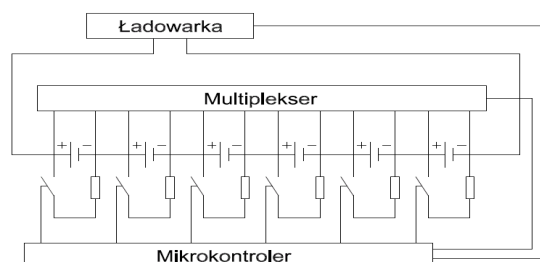 Ładowarka
Multiplekser
+ − + − + − + − + − + −
Mikrokontroler